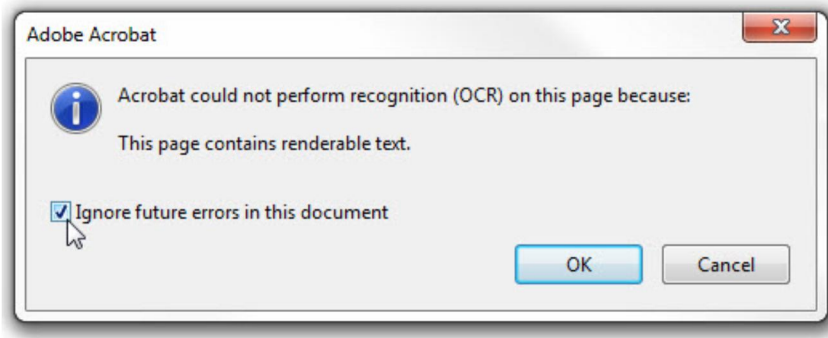 Adobe Acrobat
Acrobat could not perform recognition (OCR) on this page because:
This page contains renderable text.
Ignore future errors in this document
OK
Cancel